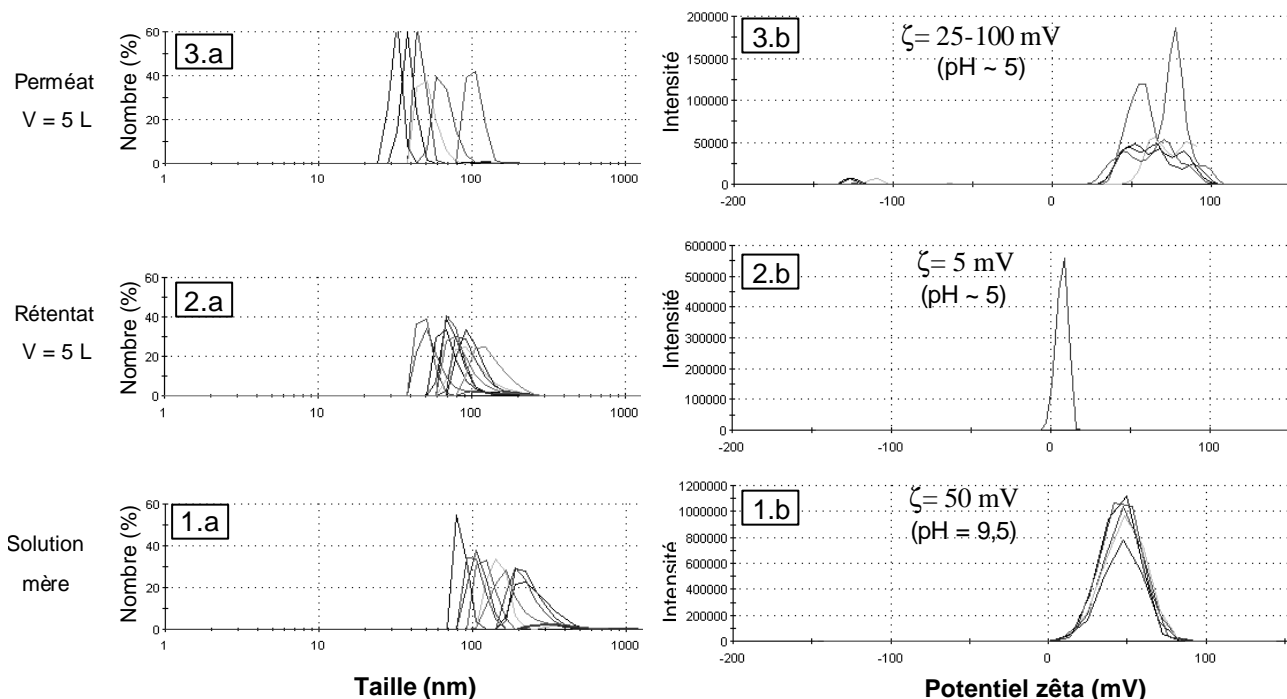 Perméat
V = 5 L
Nombre (%)
60
40
20
0
3.a
1
10
100
1000
Intensité
200000
150000
100000
50000
0
3.b
ζ= 25-100 mV
(pH ~ 5)
-200
-100
0
100
Rétentat
V = 5 L
Nombre (%)
60
40
20
0
2.a
1
10
100
1000
Intensité
600000
500000
400000
300000
200000
100000
0
2.b
ζ= 5 mV
(pH ~ 5)
-200
-100
0
100
Solution
mère
Nombre (%)
60
40
20
0
1.a
1
10
100
1000
Taille (nm)
Intensité
1200000
1000000
800000
600000
400000
200000
0
1.b
ζ= 50 mV
(pH = 9,5)
-200
-100
0
100
Potentiel zêta (mV)